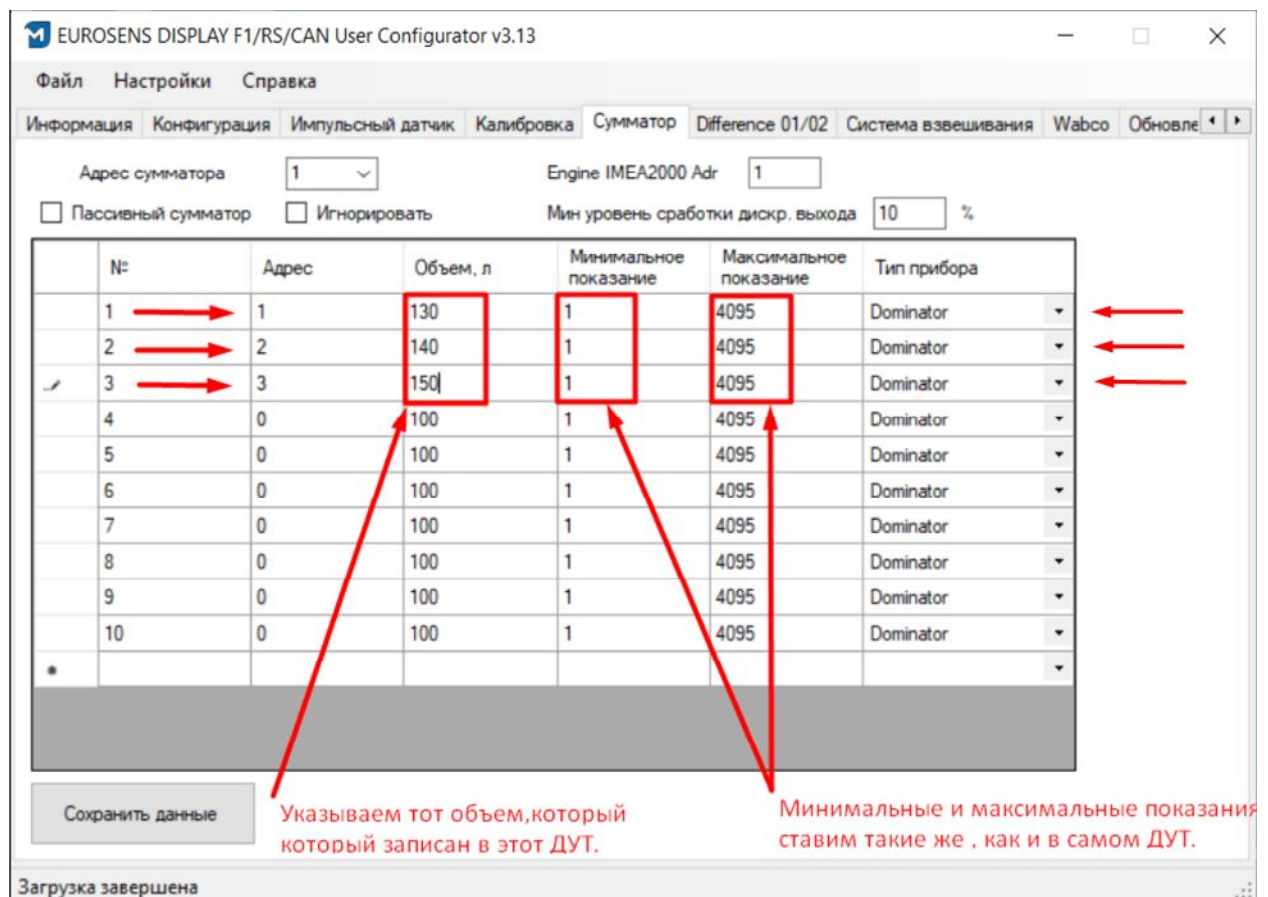 EUROSENS DISPLAY F1/RS/CAN User Configurator v3.13
Файл Настройки Справка
Информация Конфигурация Импульсный датчик Калибровка Сумматор Difference 01/02 Система взвешивания Wabco Обновле
Адрес сумматора 1 Engine IMEA2000 Adr 1
Пассивный сумматор Игнорировать Мин уровень сработки дискр. выхода 10 %
№ Адрес Объем, л Минимальное показание Максимальное показание Тип прибора
1 1 130 1 4095 Dominator
2 2 140 1 4095 Dominator
3 3 150 1 4095 Dominator
4 0 100 1 4095 Dominator
5 0 100 1 4095 Dominator
6 0 100 1 4095 Dominator
7 0 100 1 4095 Dominator
8 0 100 1 4095 Dominator
9 0 100 1 4095 Dominator
10 0 100 1 4095 Dominator
Сохранить данные
Указываем тот объем,который
который записан в этот ДУТ.
Минимальные и максимальные показания
ставим такие же , как и в самом ДУТ.
Загрузка завершена